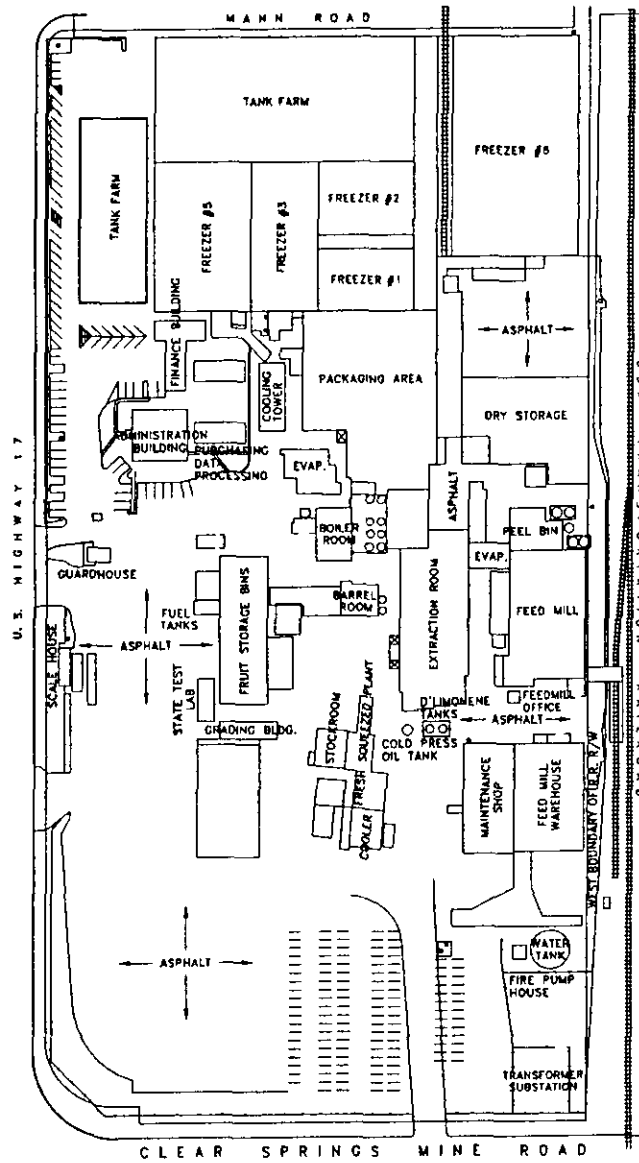 MANN ROAD
TANK FARM
FREEZER #6
TANK FARM
FREEZER #5
FREEZER #3
FREEZER #2
FREEZER #1
FINANCE BUILDING
ASPHALT
PACKAGING AREA
COOLING
TOWER
DRY STORAGE
ADMINISTRATION
BUILDING
PURCHASING
DATA
PROCESSING
EVAP.
ASPHALT
U.S. HIGHWAY 17
BOILER
ROOM
PEEL BIN
GUARDHOUSE
EVAP.
FUEL
TANKS
FRUIT STORAGE BINS
BARREL
ROOM
EXTRACTION ROOM
FEED MILL
SCALE HOUSE
ASPHALT
STATE TEST
LAB
D'LIMONENE
TANKS
FEEDMILL
OFFICE
ASPHALT
GRADING BLDG.
STOCKROOM
FRESH SQUEEZED PLANT
COLD PRESS
OIL TANK
COOLER
MAINTENANCE
SHOP
FEED MILL
WAREHOUSE
WEST BOUNDARY OF R.R. R/W
ASPHALT
WATER
TANK
FIRE PUMP
HOUSE
TRANSFORMER
SUBSTATION
CLEAR SPRINGS MINE ROAD